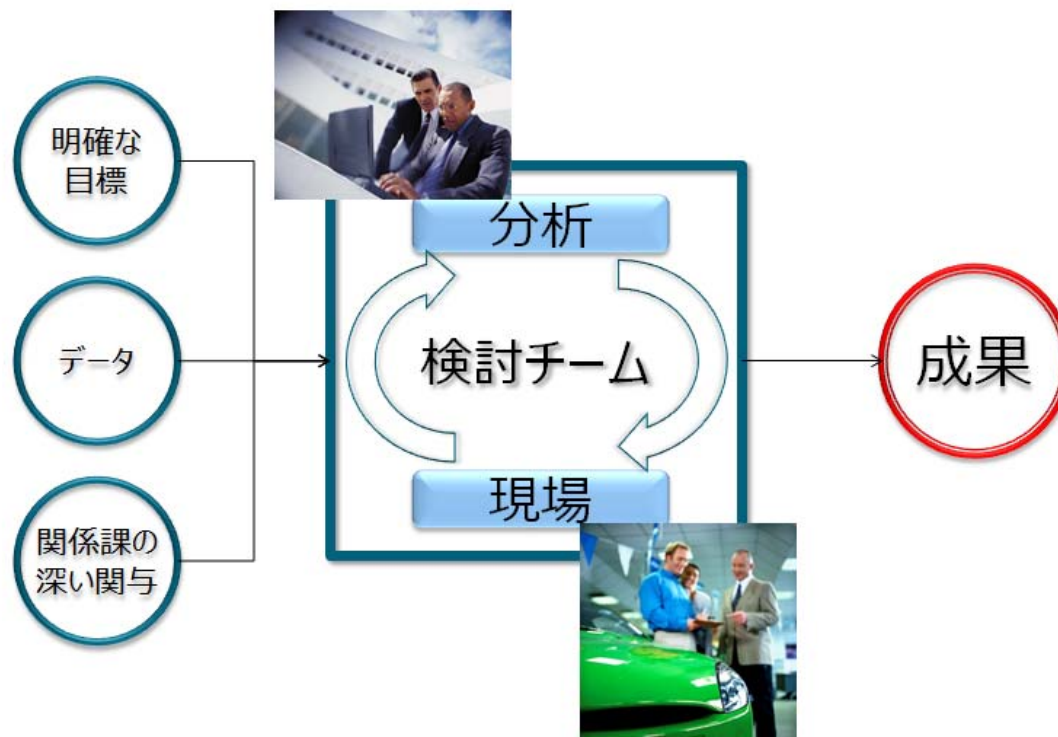 明確な
目標
データ
関係課の
深い関与
分析
検討チーム
現場
成果